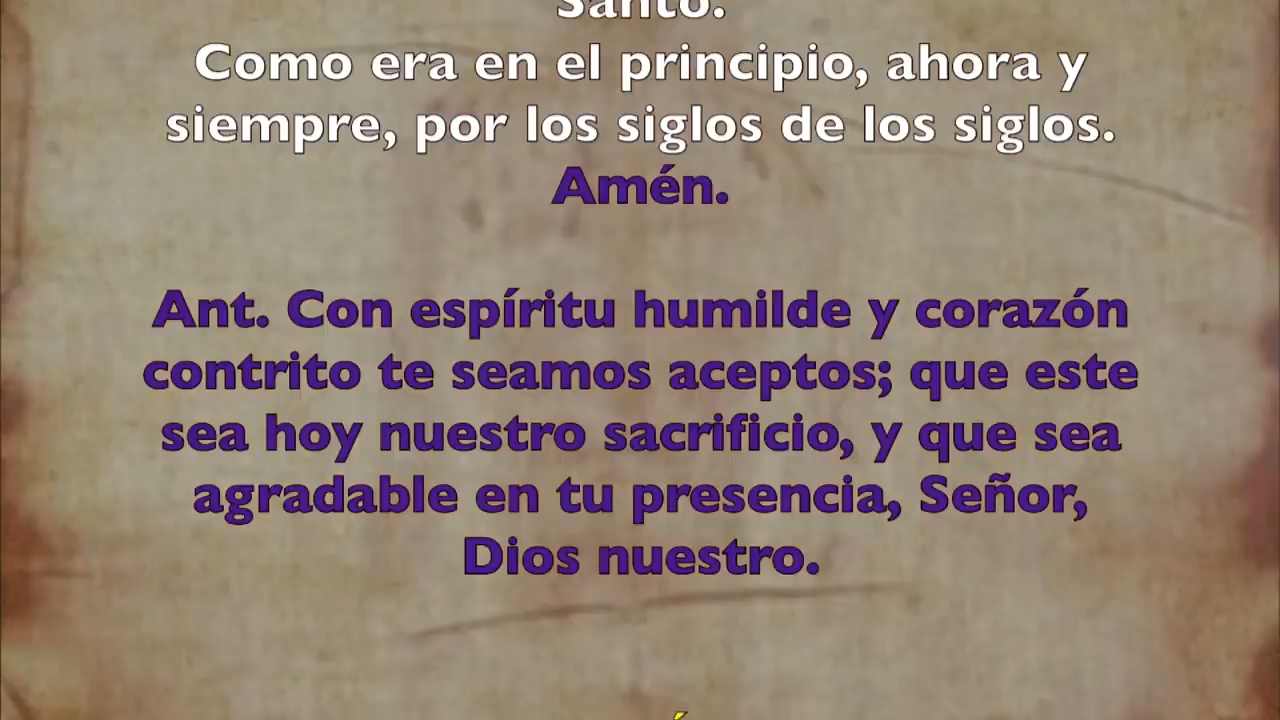 Santo.
Como era en el principio, ahora y
siempre, por los siglos de los siglos.
Amén.
Ant. Con espíritu humilde y corazón
contrito te seamos aceptos; que este
sea hoy nuestro sacrificio, y que sea
agradable en tu presencia, Señor,
Dios nuestro.